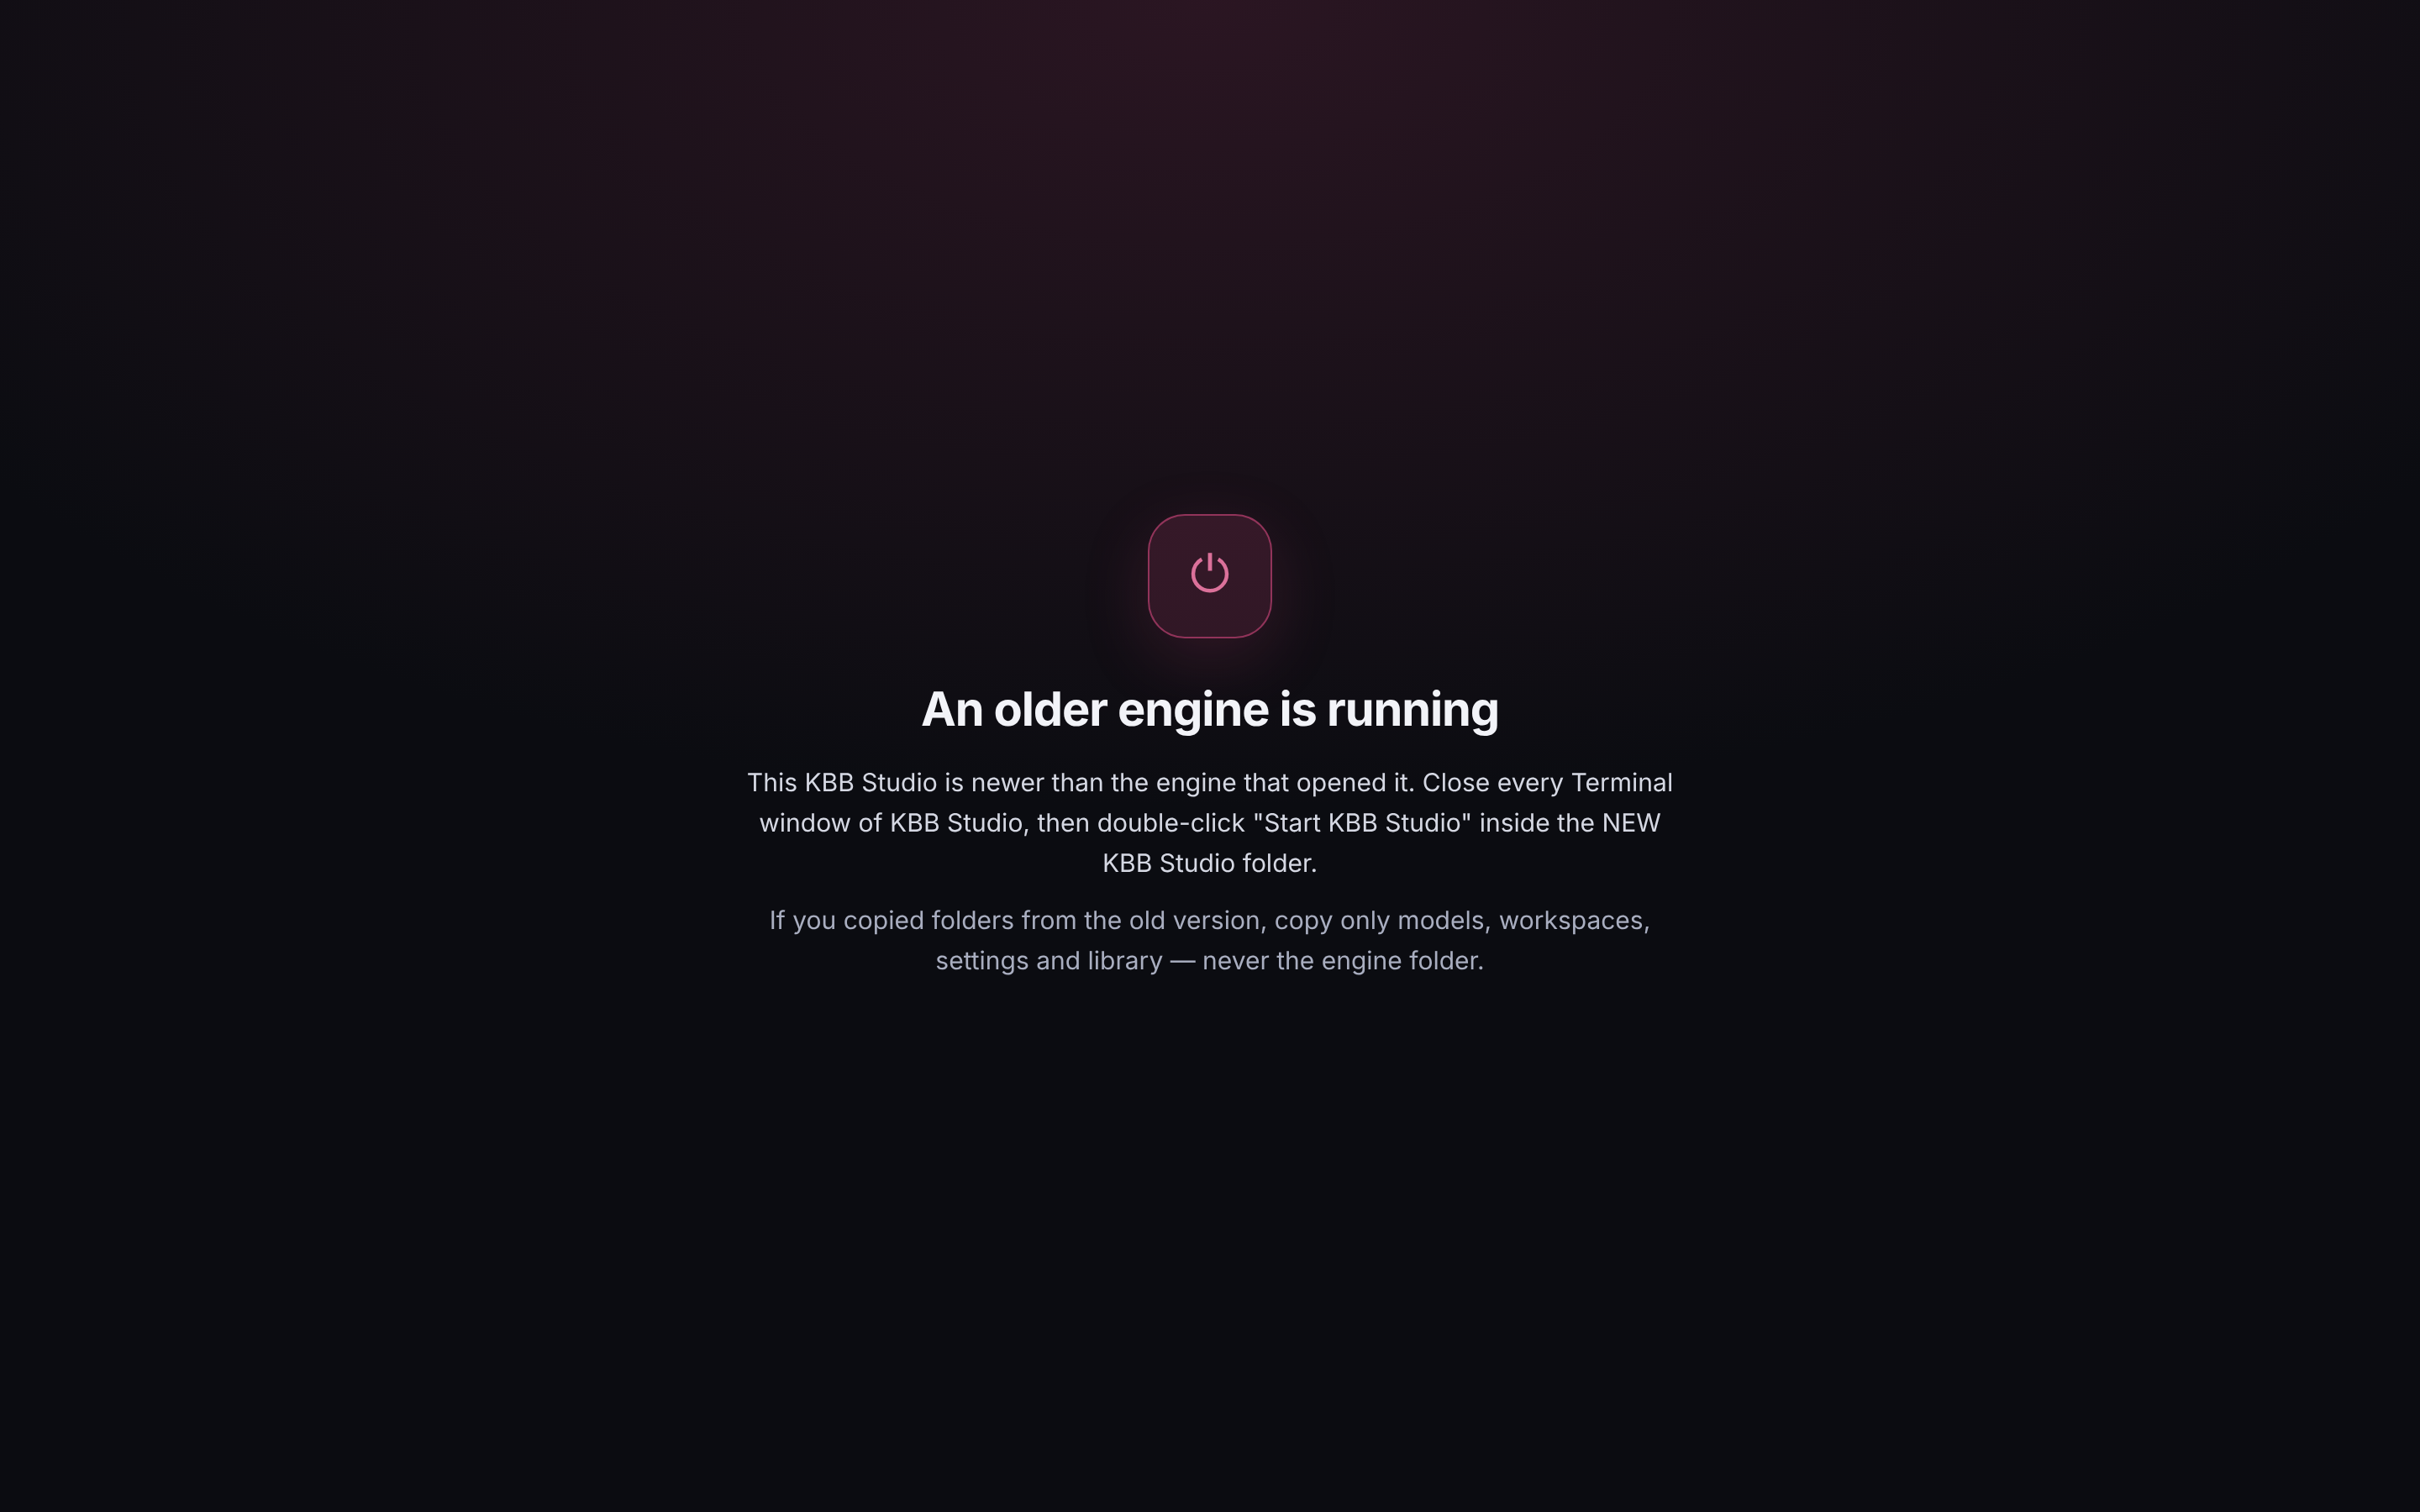 An older engine is running
This KBB Studio is newer than the engine that opened it. Close every Terminal
window of KBB Studio, then double-click "Start KBB Studio" inside the NEW
KBB Studio folder.
If you copied folders from the old version, copy only models, workspaces,
settings and library — never the engine folder.